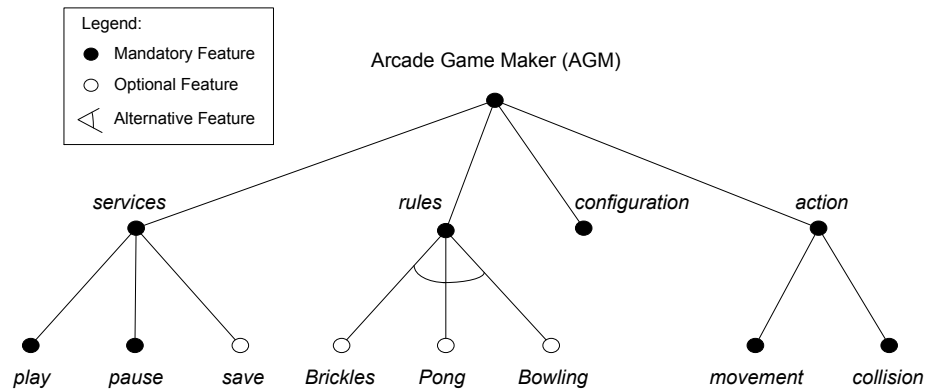 Legend:
Mandatory Feature
Optional Feature
Alternative Feature
Arcade Game Maker (AGM)
services
rules
configuration
action
play
pause
save
Brickles
Pong
Bowling
movement
collision